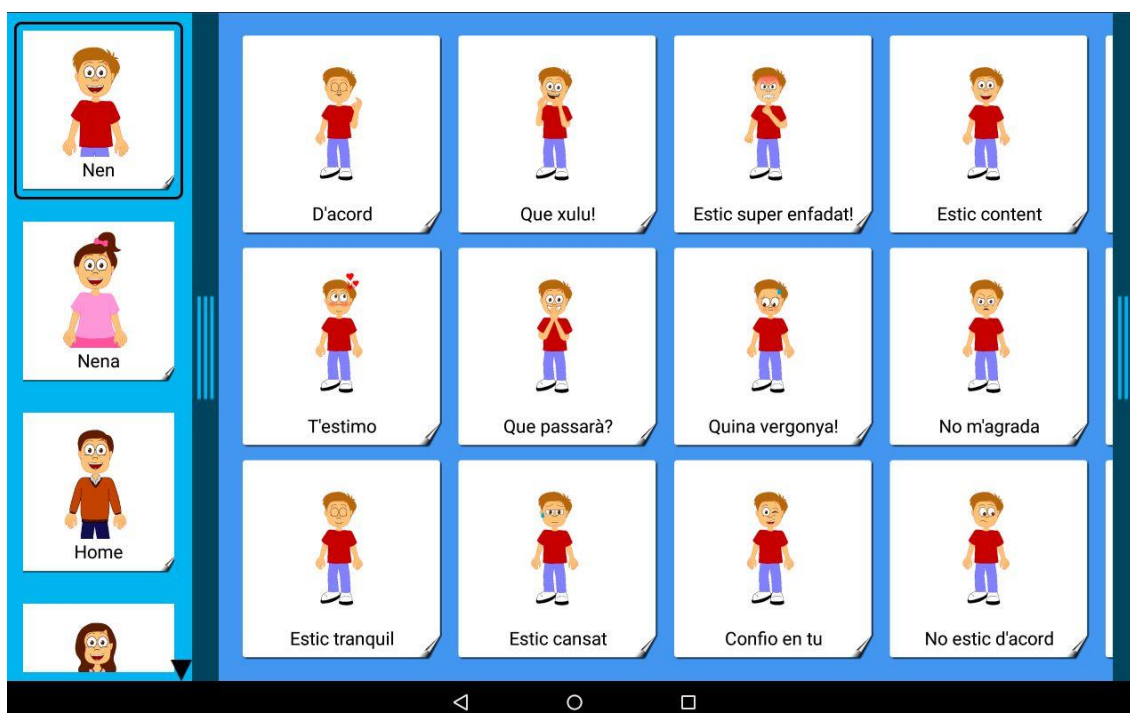 Nen
Nena
Home
D'acord
Que xulu!
Estic super enfadat!
Estic content
T'estimo
Que passarà?
Quina vergonya!
No m'agrada
Estic tranquil
Estic cansat
Confio en tu
No estic d'acord